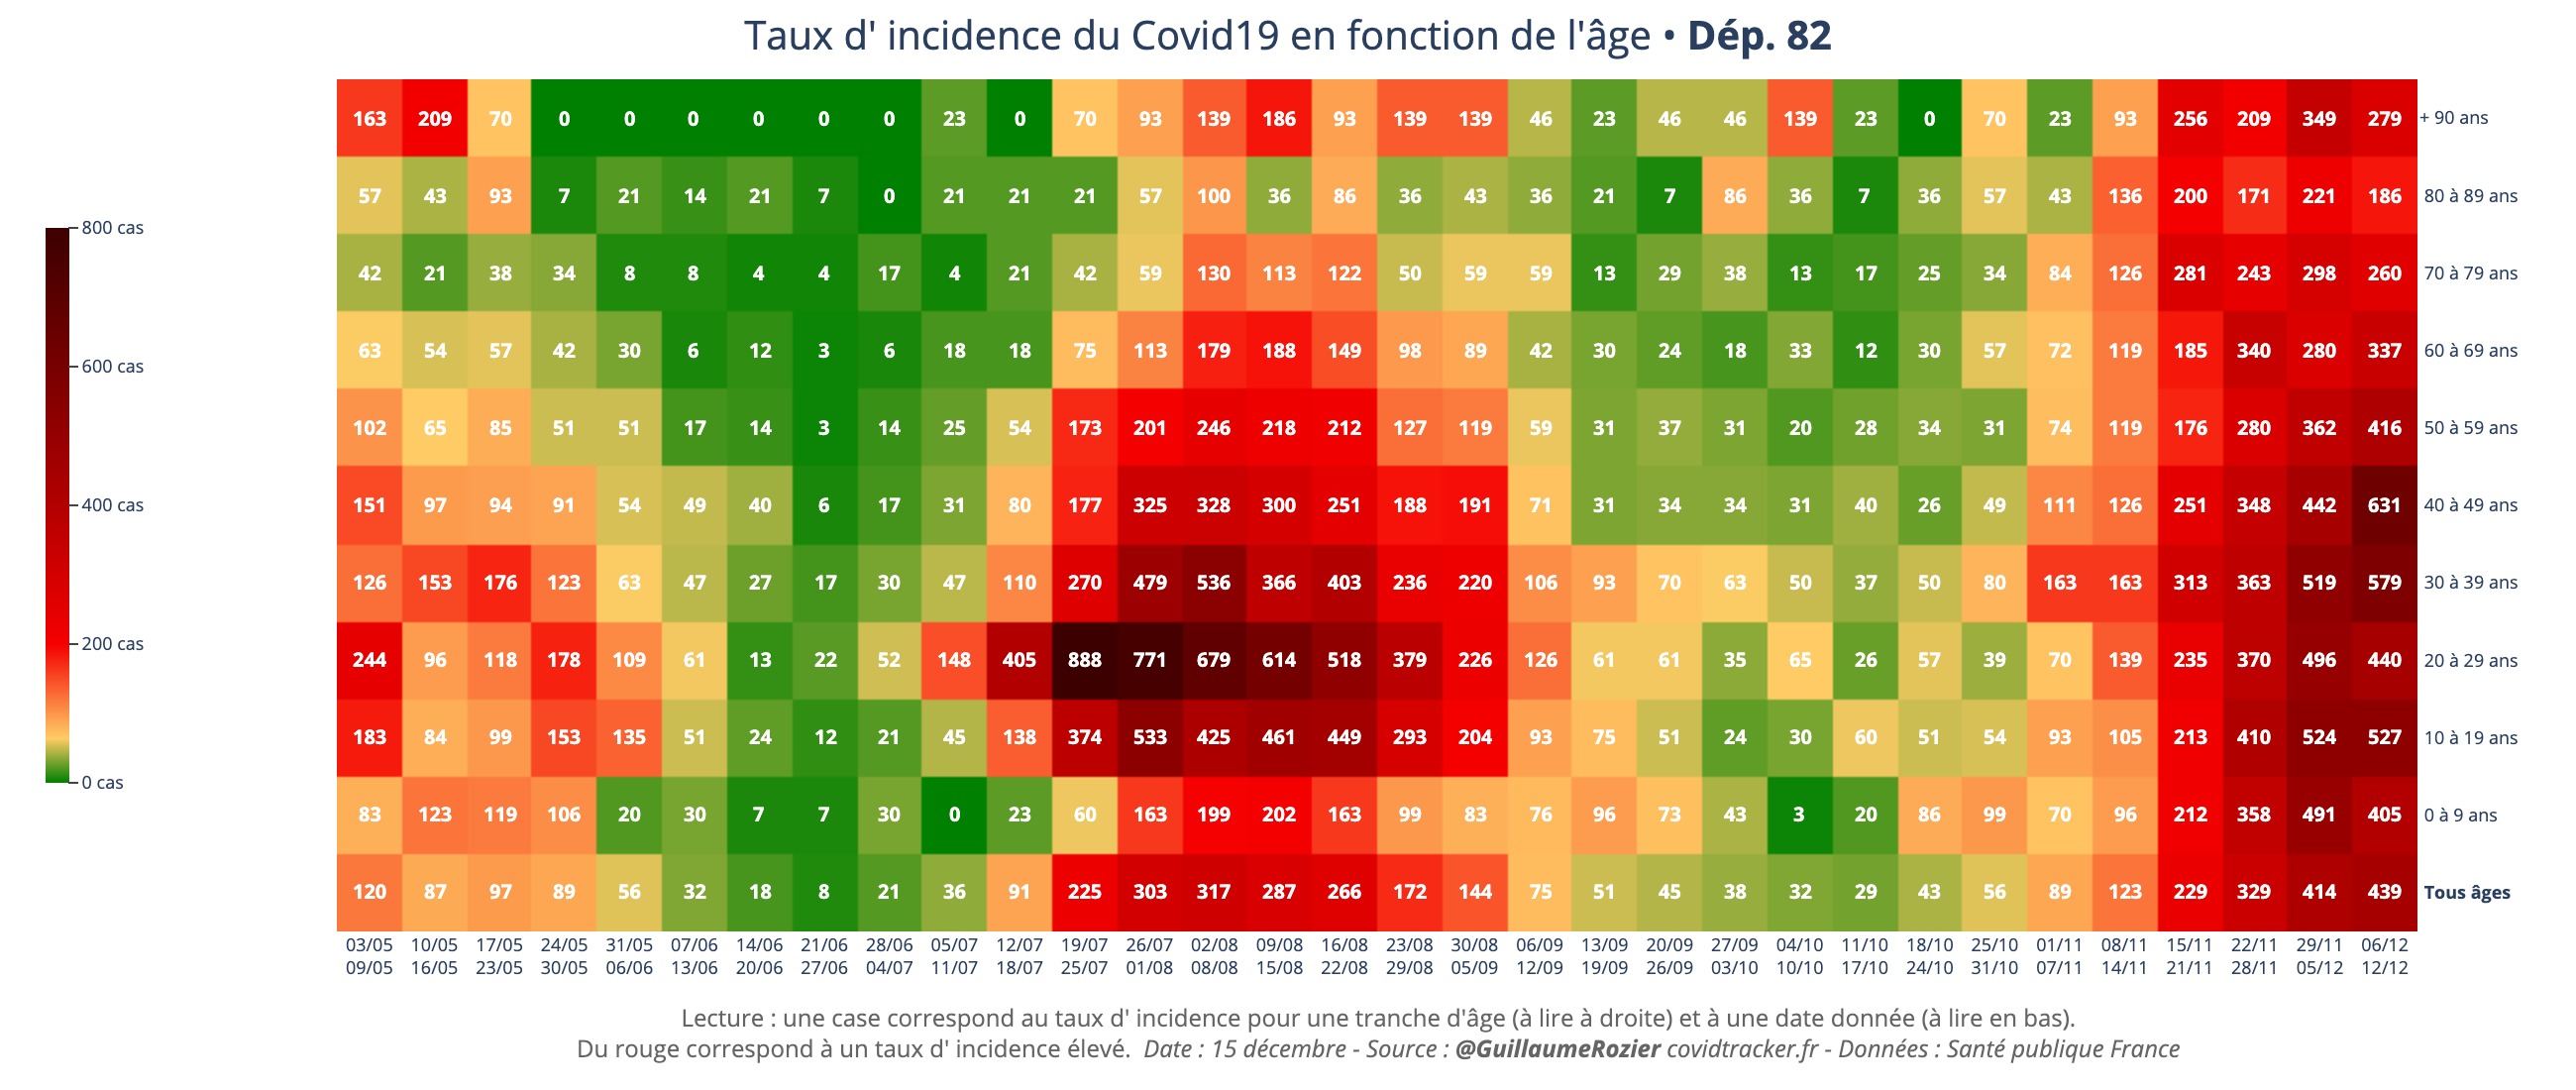 Taux d' incidence du Covid19 en fonction de l'âge • Dép. 82
800 cas
600 cas
400 cas
200 cas
0 cas
163 209 70 0 0 0 0 0 0 23 0 70 93 139 186 93 139 139 46 23 46 46 139 23 0 70 23 93 256 209 349 279 + 90 ans
57 43 93 7 21 14 21 7 0 21 21 21 57 100 36 86 36 43 36 21 7 86 36 7 36 57 43 136 200 171 221 186 80 à 89 ans
42 21 38 34 8 8 4 4 17 4 21 42 59 130 113 122 50 59 59 13 29 38 13 17 25 34 84 126 281 243 298 260 70 à 79 ans
63 54 57 42 30 6 12 3 6 18 18 75 113 179 188 149 98 89 42 30 24 18 33 12 30 57 72 119 185 340 280 337 60 à 69 ans
102 65 85 51 51 17 14 3 14 25 54 173 201 246 218 212 127 119 59 31 37 31 20 28 34 31 74 119 176 280 362 416 50 à 59 ans
151 97 94 91 54 49 40 6 17 31 80 177 325 328 300 251 188 191 71 31 34 34 31 40 26 49 111 126 251 348 442 631 40 à 49 ans
126 153 176 123 63 47 27 17 30 47 110 270 479 536 366 403 236 220 106 93 70 63 50 37 50 80 163 163 313 363 519 579 30 à 39 ans
244 96 118 178 109 61 13 22 52 148 405 888 771 679 614 518 379 226 126 61 61 35 65 26 57 39 70 139 235 370 496 440 20 à 29 ans
183 84 99 153 135 51 24 12 21 45 138 374 533 425 461 449 293 204 93 75 51 24 30 60 51 54 93 105 213 410 524 527 10 à 19 ans
83 123 119 106 20 30 7 7 30 0 23 60 163 199 202 163 99 83 76 96 73 43 3 20 86 99 70 96 212 358 491 405 0 à 9 ans
120 87 97 89 56 32 18 8 21 36 91 225 303 317 287 266 172 144 75 51 45 38 32 29 43 56 89 123 229 329 414 439 Tous âges
03/05 10/05 17/05 24/05 31/05 07/06 14/06 21/06 28/06 05/07 12/07 19/07 26/07 02/08 09/08 16/08 23/08 30/08 06/09 13/09 20/09 27/09 04/10 11/10 18/10 25/10 01/11 08/11 15/11 22/11 29/11 06/12
09/05 16/05 23/05 30/05 06/06 13/06 20/06 27/06 04/07 11/07 18/07 25/07 01/08 08/08 15/08 22/08 29/08 05/09 12/09 19/09 26/09 03/10 10/10 17/10 24/10 31/10 07/11 14/11 21/11 28/11 05/12 12/12
Lecture : une case correspond au taux d' incidence pour une tranche d'âge (à lire à droite) et à une date donnée (à lire en bas).
Du rouge correspond à un taux d' incidence élevé. Date : 15 décembre - Source : @GuillaumeRozier covidtracker.fr - Données : Santé publique France